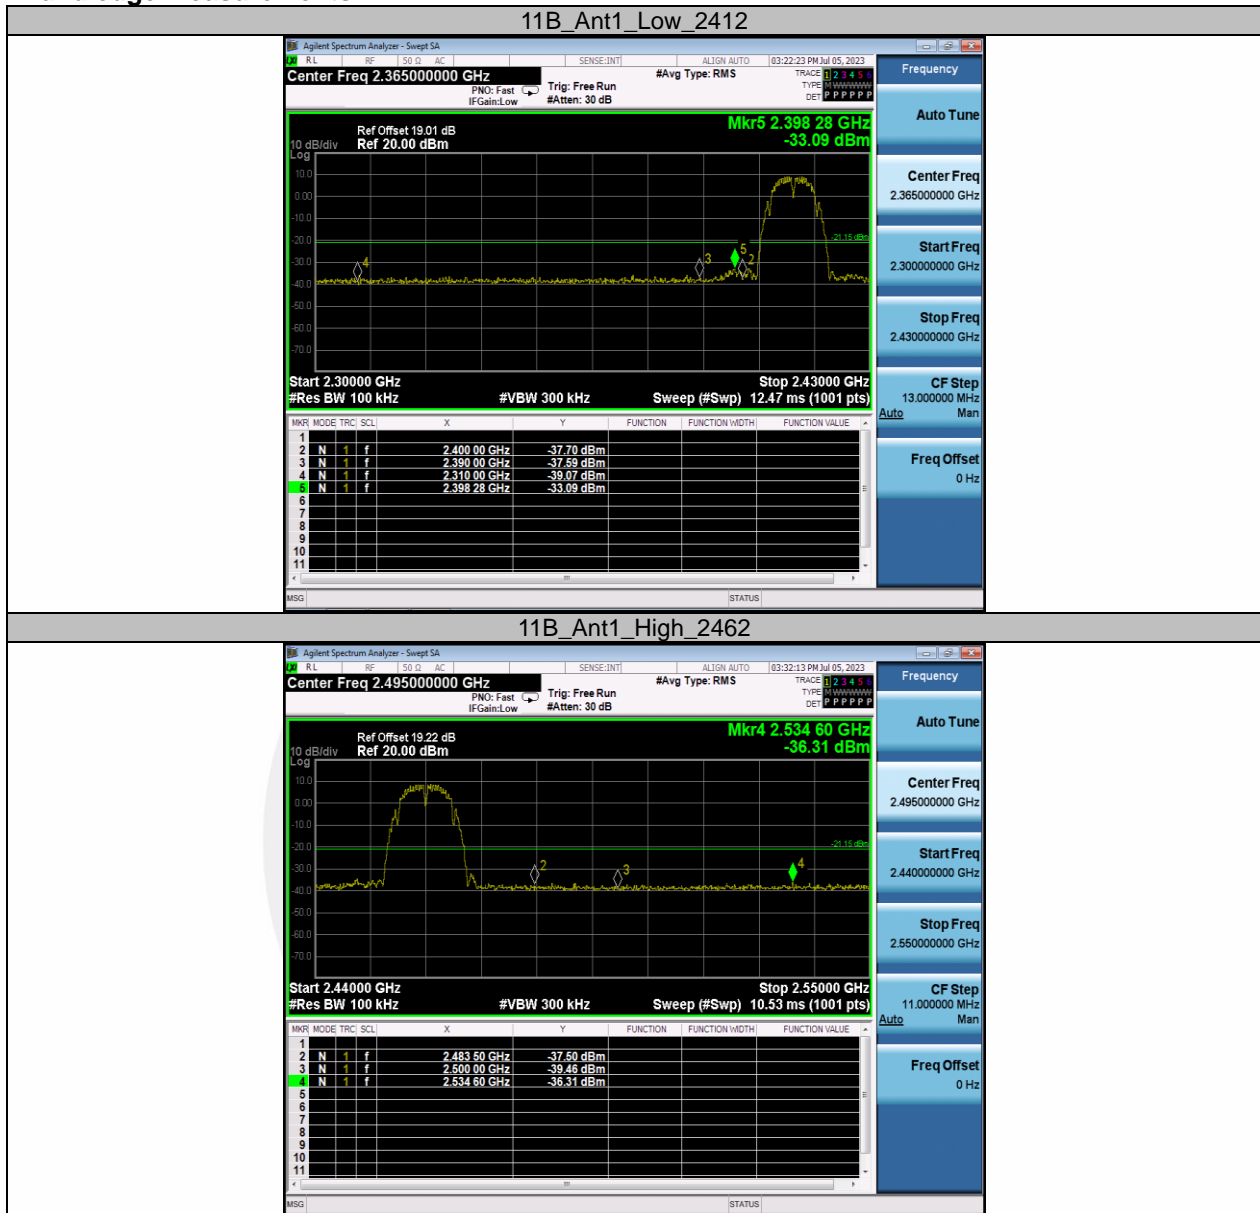 11B_Ant1_Low_2412
Agilent Spectrum Analyzer - Swept SA
RL RF 50 Ω AC SENSE:INT ALIGN AUTO 03:22:23 PM Jul 05, 2023
Center Freq 2.365000000 GHz #Avg Type: RMS TRACE 1 2 3 4 5 6
PNO: Fast Trig: Free Run TYPE M WWWWW
IFGain:Low #Atten: 30 dB DET P P P P P P
Frequency
Auto Tune
Mkr5 2.398 28 GHz
Ref Offset 19.01 dB
10 dB/div Ref 20.00 dBm -33.09 dBm
Log
10.0
0.00
-10.0
-20.0
-30.0
-40.0
-50.0
-60.0
-70.0
-21.15 dBm
4
3
5
2
Center Freq
2.365000000 GHz
Start Freq
2.300000000 GHz
Stop Freq
2.430000000 GHz
Start 2.30000 GHz Stop 2.43000 GHz
#Res BW 100 kHz #VBW 300 kHz Sweep (#Swp) 12.47 ms (1001 pts)
CF Step
13.000000 MHz
Auto Man
Freq Offset
0 Hz
MKR MODE TRC SCL X Y FUNCTION FUNCTION WIDTH FUNCTION VALUE
1
2 N 1 f 2.400 00 GHz -37.70 dBm
3 N 1 f 2.390 00 GHz -37.59 dBm
4 N 1 f 2.310 00 GHz -39.07 dBm
5 N 1 f 2.398 28 GHz -33.09 dBm
6
7
8
9
10
11
MSG STATUS
11B_Ant1_High_2462
Agilent Spectrum Analyzer - Swept SA
RL RF 50 Ω AC SENSE:INT ALIGN AUTO 03:32:13 PM Jul 05, 2023
Center Freq 2.495000000 GHz #Avg Type: RMS TRACE 1 2 3 4 5 6
PNO: Fast Trig: Free Run TYPE M WWWWW
IFGain:Low #Atten: 30 dB DET P P P P P P
Frequency
Auto Tune
Mkr4 2.534 60 GHz
Ref Offset 19.22 dB
10 dB/div Ref 20.00 dBm -36.31 dBm
Log
10.0
0.00
-10.0
-20.0
-30.0
-40.0
-50.0
-60.0
-70.0
-21.15 dBm
2
3
4
Center Freq
2.495000000 GHz
Start Freq
2.440000000 GHz
Stop Freq
2.550000000 GHz
Start 2.44000 GHz Stop 2.55000 GHz
#Res BW 100 kHz #VBW 300 kHz Sweep (#Swp) 10.53 ms (1001 pts)
CF Step
11.000000 MHz
Auto Man
Freq Offset
0 Hz
MKR MODE TRC SCL X Y FUNCTION FUNCTION WIDTH FUNCTION VALUE
1
2 N 1 f 2.483 50 GHz -37.50 dBm
3 N 1 f 2.500 00 GHz -39.46 dBm
4 N 1 f 2.534 60 GHz -36.31 dBm
5
6
7
8
9
10
11
MSG STATUS